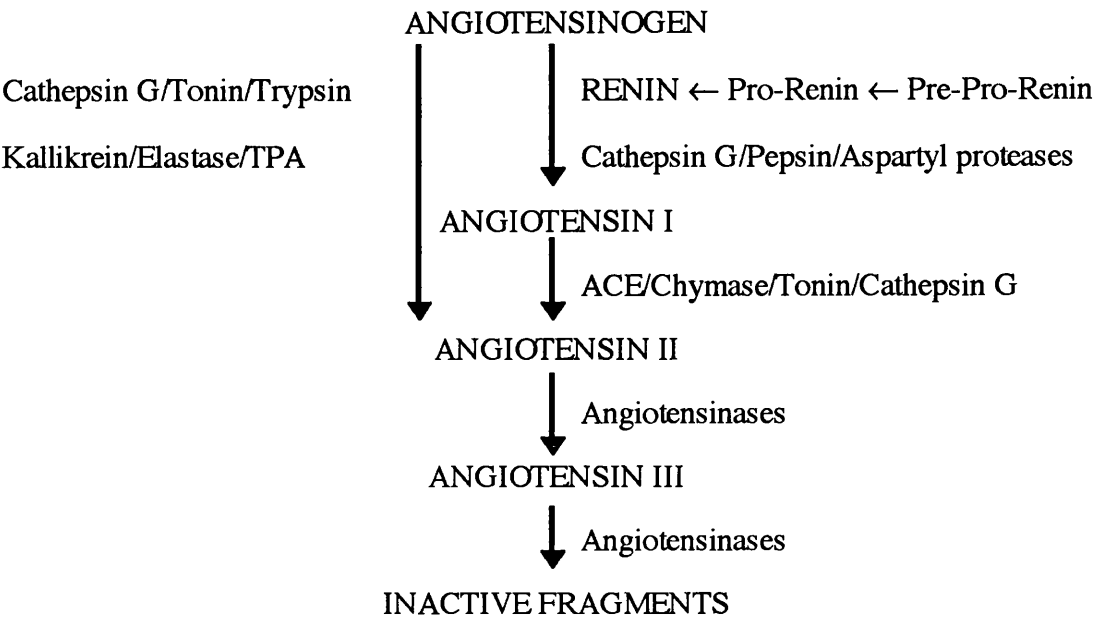 ANGIOTENSINOGEN
Cathepsin G/Tonin/Trypsin
RENIN ← Pro-Renin ← Pre-Pro-Renin
Kallikrein/Elastase/TPA
Cathepsin G/Pepsin/Aspartyl proteases
ANGIOTENSIN I
ACE/Chymase/Tonin/Cathepsin G
ANGIOTENSIN II
Angiotensinases
ANGIOTENSIN III
Angiotensinases
INACTIVE FRAGMENTS